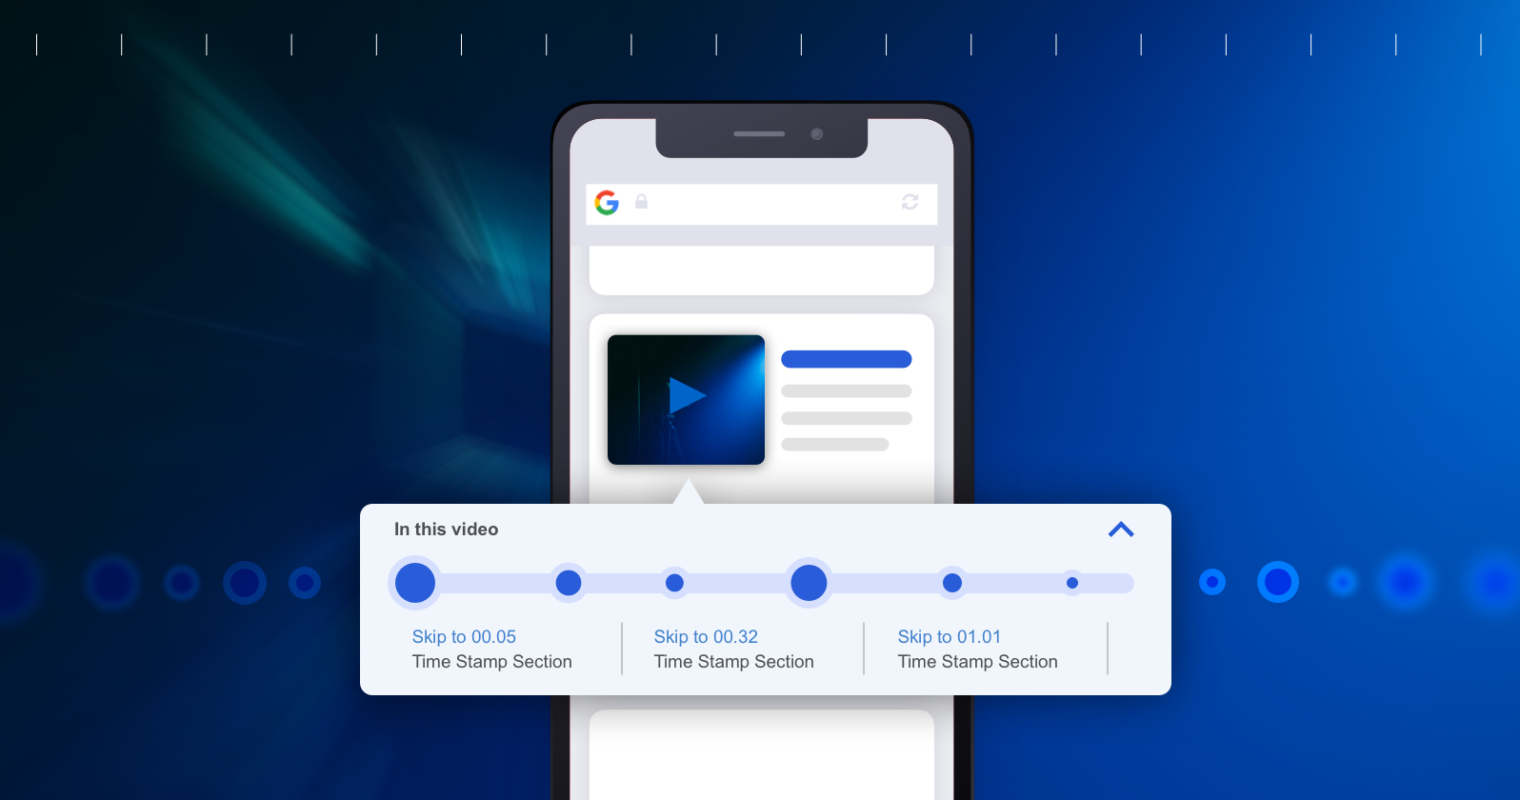 In this video
Skip to 00.05
Time Stamp Section
Skip to 00.32
Time Stamp Section
Skip to 01.01
Time Stamp Section